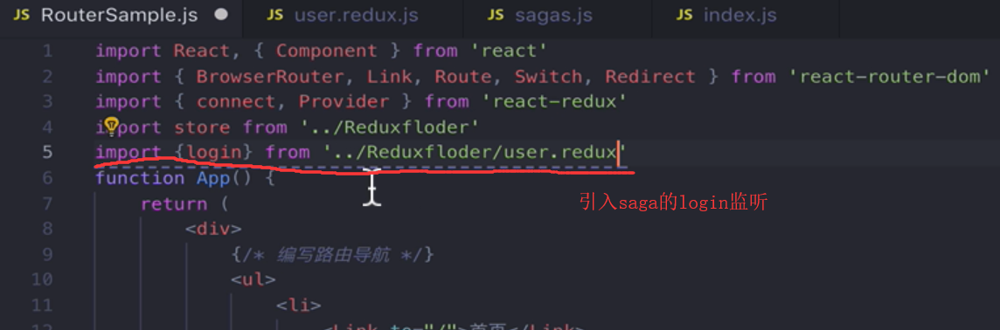 JS RouterSample.js JS user.redux.js JS sagas.js JS index.js
1 import React, { Component } from 'react'
2 import { BrowserRouter, Link, Route, Switch, Redirect } from 'react-router-dom'
3 import { connect, Provider } from 'react-redux'
4 import store from '../Reduxfloder'
5 import {login} from '../Reduxfloder/user.redux'
6 function App() {
引入saga的login监听
7 return (
8 <div>
9 {/* 编写路由导航 */}
10 <ul>
11 <li>
12 <Link to="/">首页</Link>